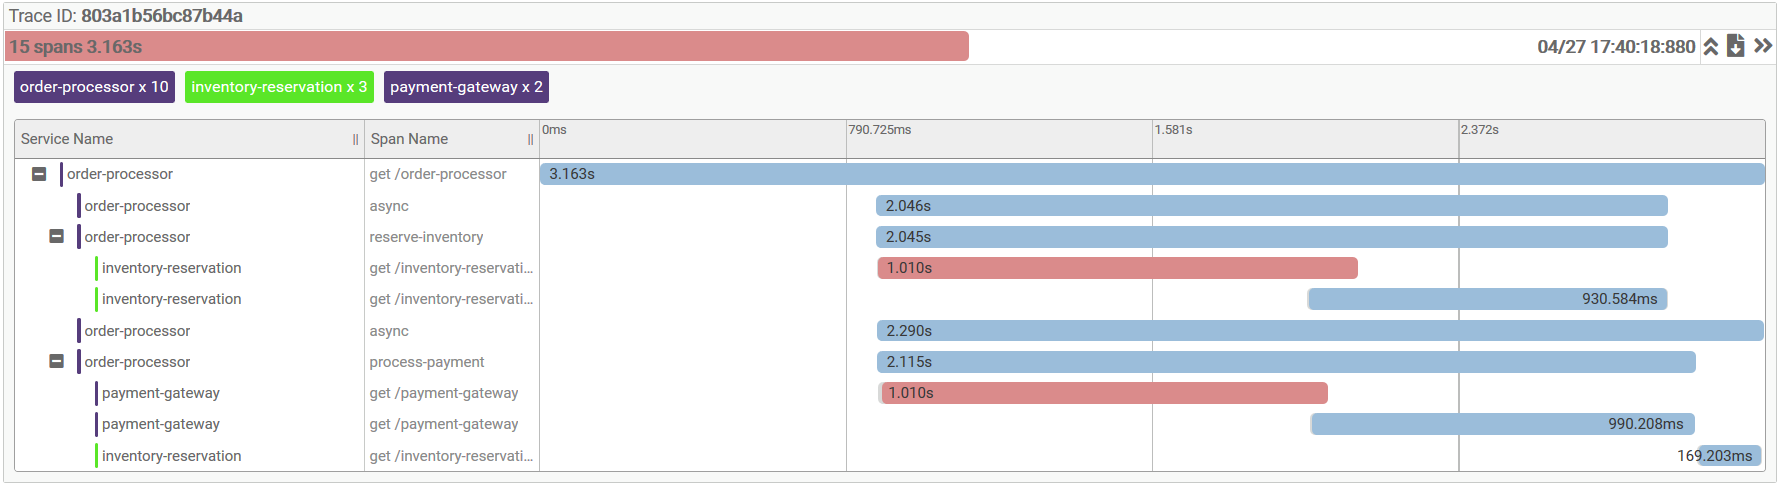 Trace ID: 803a1b56bc87b44a
15 spans 3.163s 04/27 17:40:18:880
order-processor x 10 inventory-reservation x 3 payment-gateway x 2
Service Name || Span Name || 0ms 790.725ms 1.581s 2.372s
order-processor get /order-processor 3.163s
order-processor async 2.046s
order-processor reserve-inventory 2.045s
inventory-reservation get /inventory-reservati... 1.010s
inventory-reservation get /inventory-reservati... 930.584ms
order-processor async 2.290s
order-processor process-payment 2.115s
payment-gateway get /payment-gateway 1.010s
payment-gateway get /payment-gateway 990.208ms
inventory-reservation get /inventory-reservati... 169.203ms